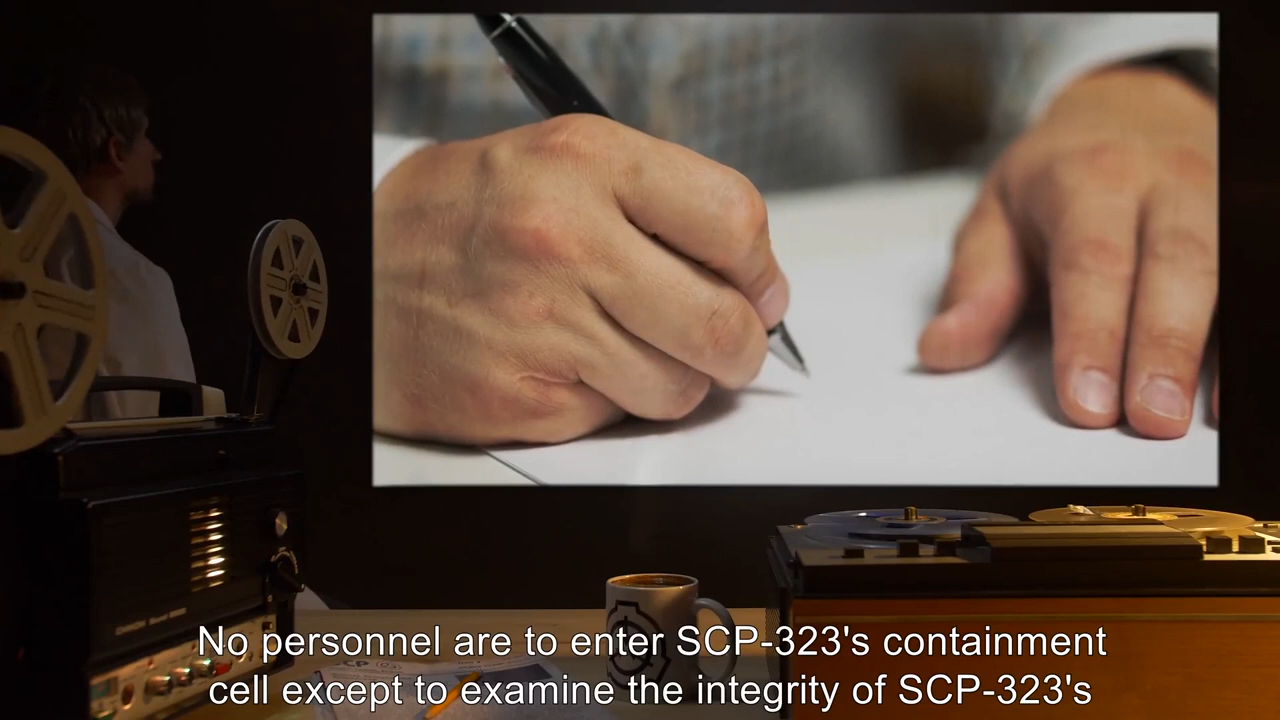 No personnel are to enter SCP-323's containment
cell except to examine the integrity of SCP-323's